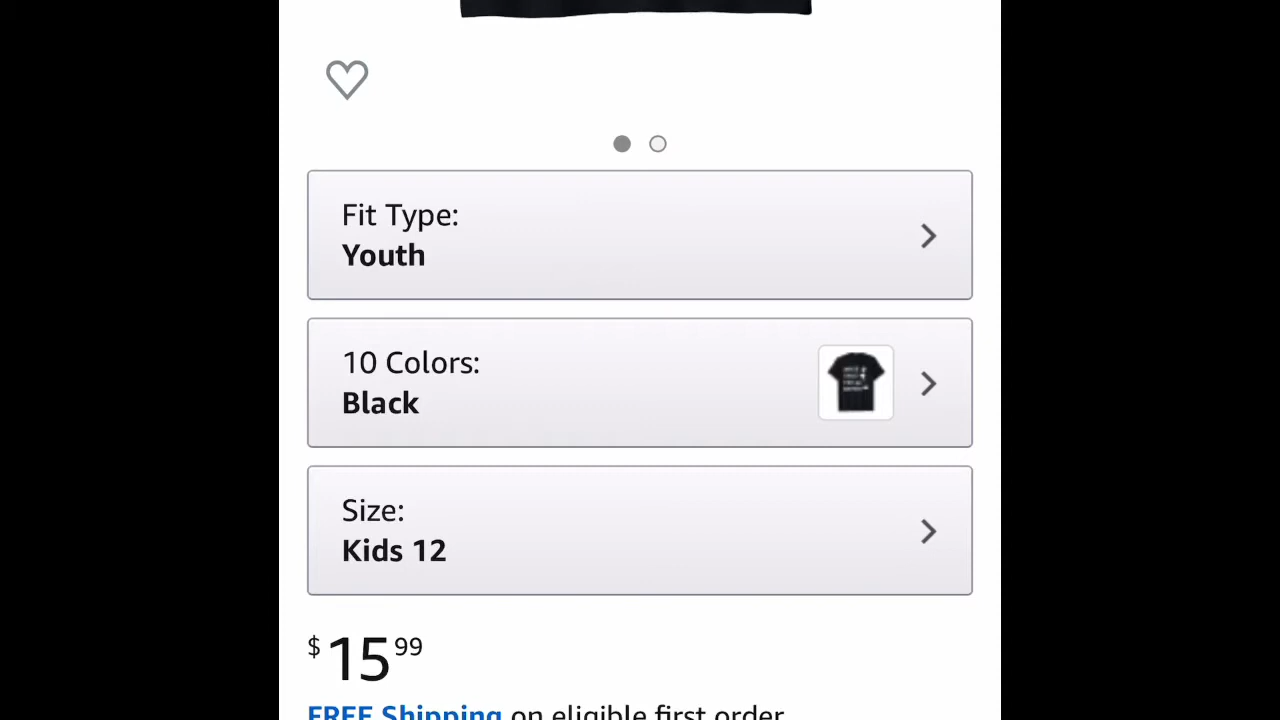 Fit Type:
Youth
10 Colors:
Black
Size:
Kids 12
$15 99
FREE Shipping on eligible first order